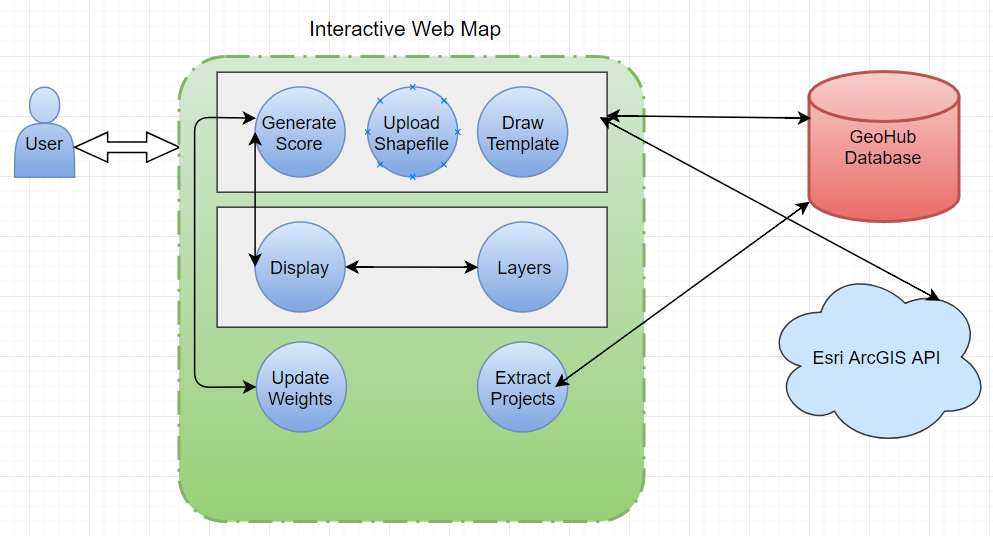 Interactive Web Map
User
Generate
Score
Upload
Shapefile
Draw
Template
GeoHub
Database
Display
Layers
Esri ArcGIS API
Update
Weights
Extract
Projects